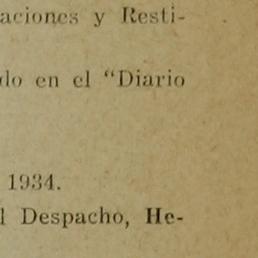 aciones y Resti-
do en el “Diario
1934.
l Despacho, He-